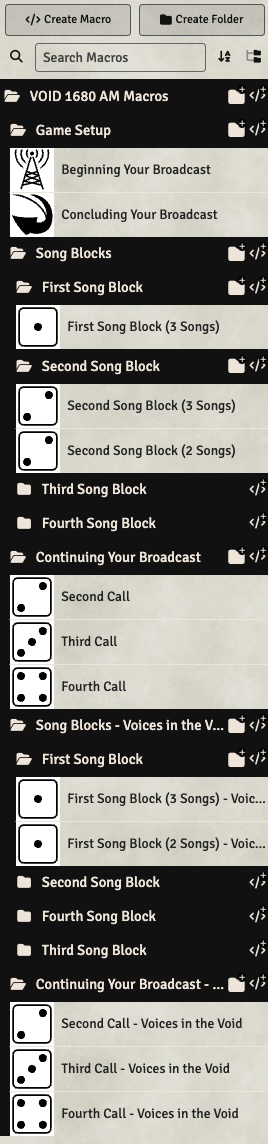 Create Macro
Create Folder
Search Macros
VOID 1680 AM Macros
Game Setup
Beginning Your Broadcast
Concluding Your Broadcast
Song Blocks
First Song Block
First Song Block (3 Songs)
Second Song Block
Second Song Block (3 Songs)
Second Song Block (2 Songs)
Third Song Block
Fourth Song Block
Continuing Your Broadcast
Second Call
Third Call
Fourth Call
Song Blocks - Voices in the V...
First Song Block
First Song Block (3 Songs) - Voic...
First Song Block (2 Songs) - Voic...
Second Song Block
Fourth Song Block
Third Song Block
Continuing Your Broadcast - ...
Second Call - Voices in the Void
Third Call - Voices in the Void
Fourth Call - Voices in the Void